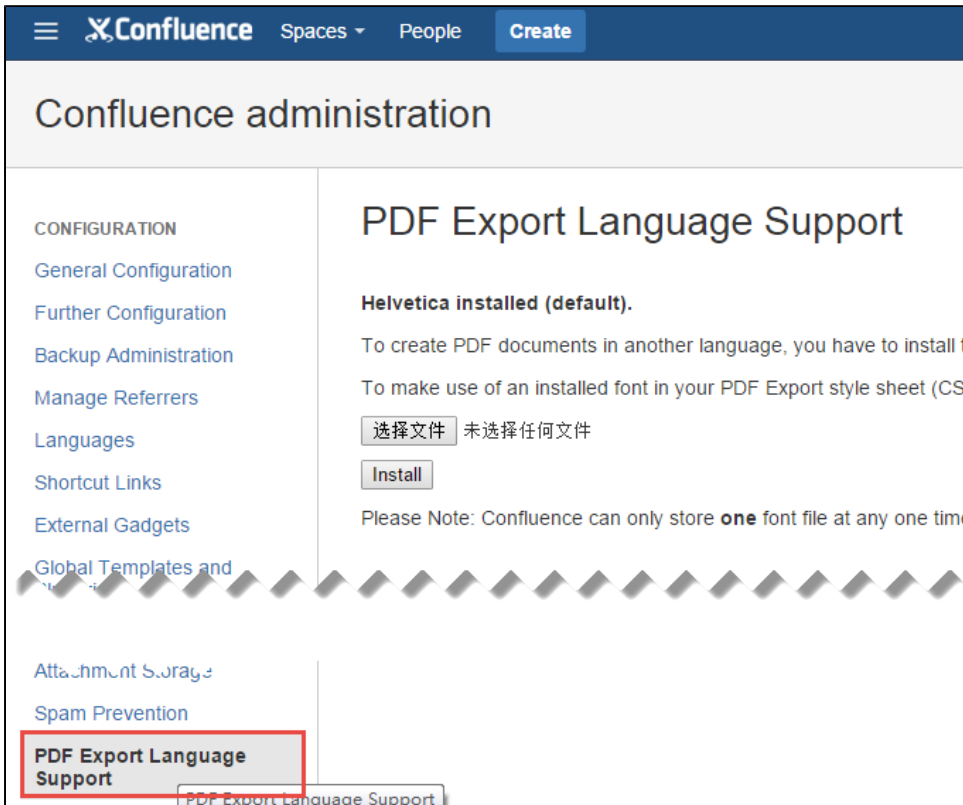 Confluence Spaces People Create
Confluence administration
CONFIGURATION
General Configuration
Further Configuration
Backup Administration
Manage Referrers
Languages
Shortcut Links
External Gadgets
Global Templates and
PDF Export Language Support
Helvetica installed (default).
To create PDF documents in another language, you have to install
To make use of an installed font in your PDF Export style sheet (CS
选择文件 未选择任何文件
Install
Please Note: Confluence can only store one font file at any one time
Attachment Storage
Spam Prevention
PDF Export Language
Support
PDF Export Language Support